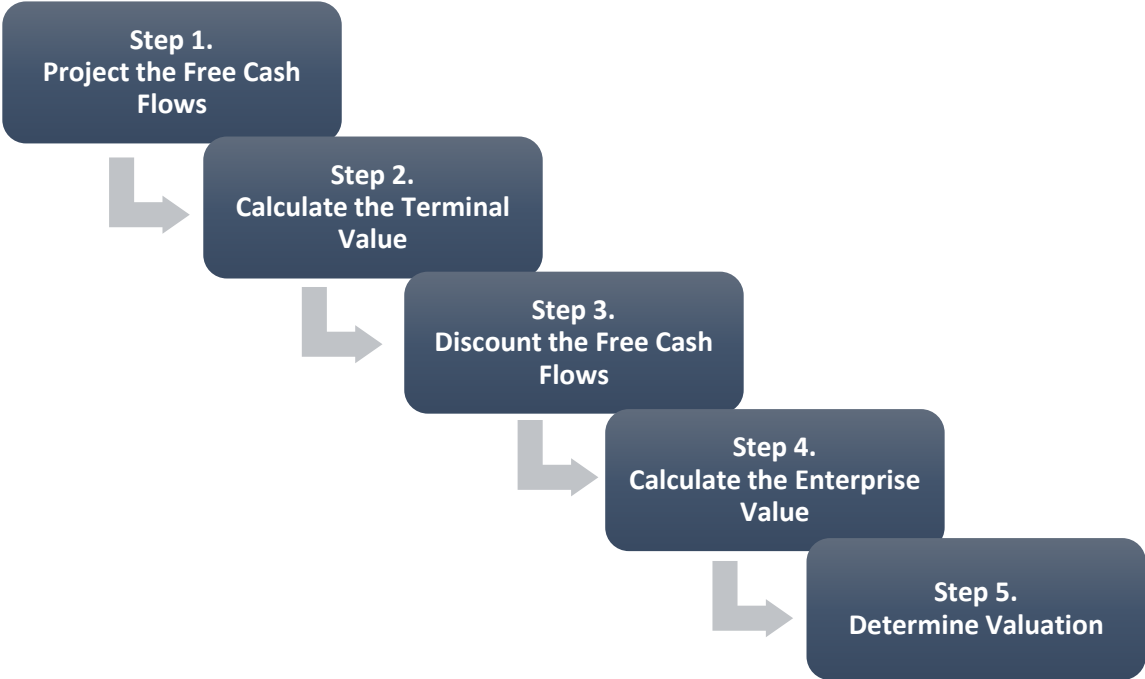 Step 1.
Project the Free Cash
Flows
Step 2.
Calculate the Terminal
Value
Step 3.
Discount the Free Cash
Flows
Step 4.
Calculate the Enterprise
Value
Step 5.
Determine Valuation